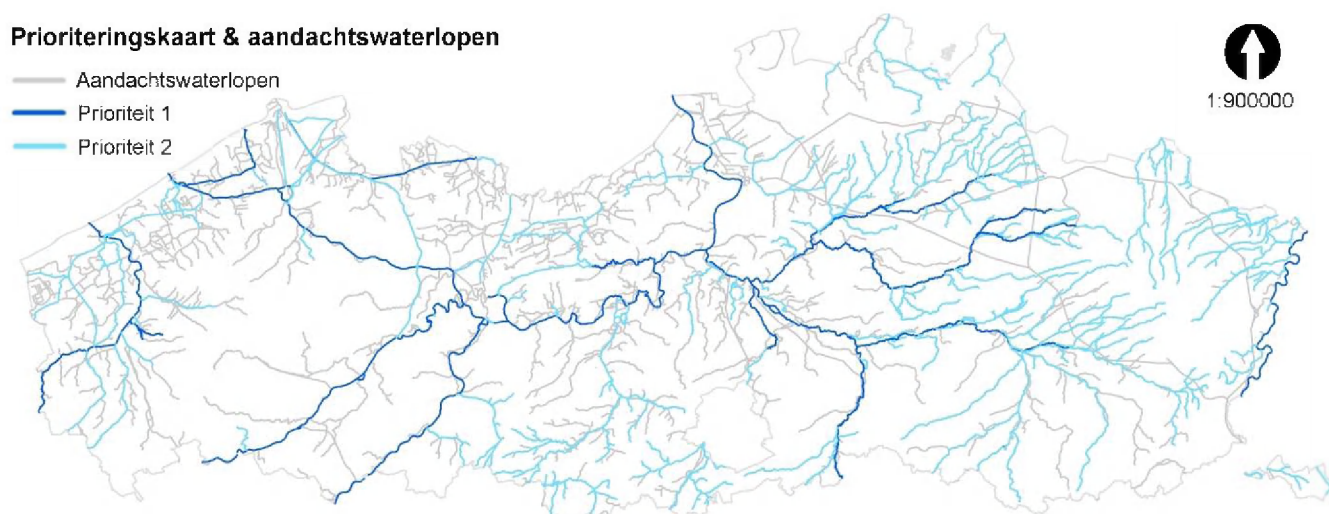 Prioriteringskaart & aandachtswaterlopen
Aandachtswaterlopen
Prioriteit 1
Prioriteit 2
1:900000